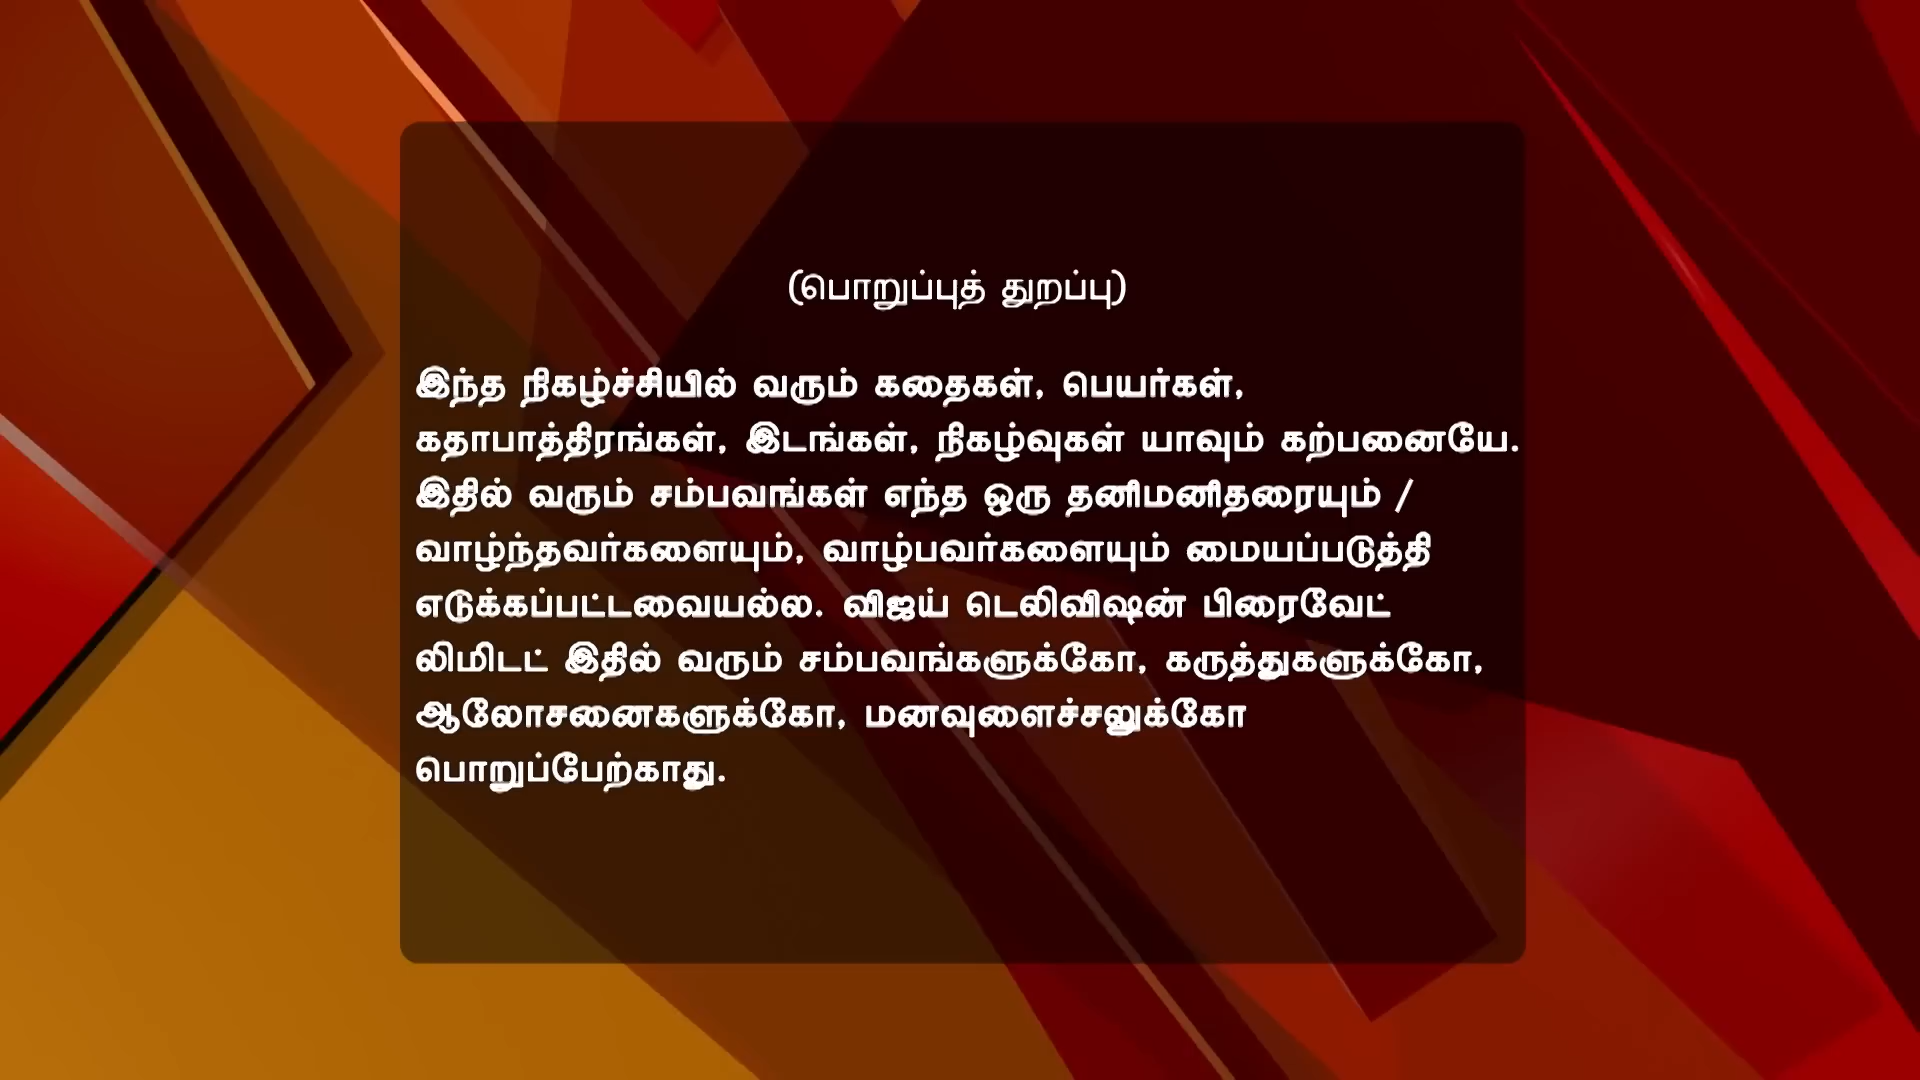 (பொறுப்புத் துறப்பு)
இந்த நிகழ்ச்சியில் வரும் கதைகள், பெயர்கள்,
கதாபாத்திரங்கள், இடங்கள், நிகழ்வுகள் யாவும் கற்பனையே.
இதில் வரும் சம்பவங்கள் எந்த ஒரு தனிமனிதரையும் /
வாழ்ந்தவர்களையும், வாழ்பவர்களையும் மையப்படுத்தி
எடுக்கப்பட்டவையல்ல. விஜய் டெலிவிஷன் பிரைவேட்
லிமிடட் இதில் வரும் சம்பவங்களுக்கோ, கருத்துகளுக்கோ,
ஆலோசனைகளுக்கோ, மனவுளைச்சலுக்கோ
பொறுப்பேற்காது.